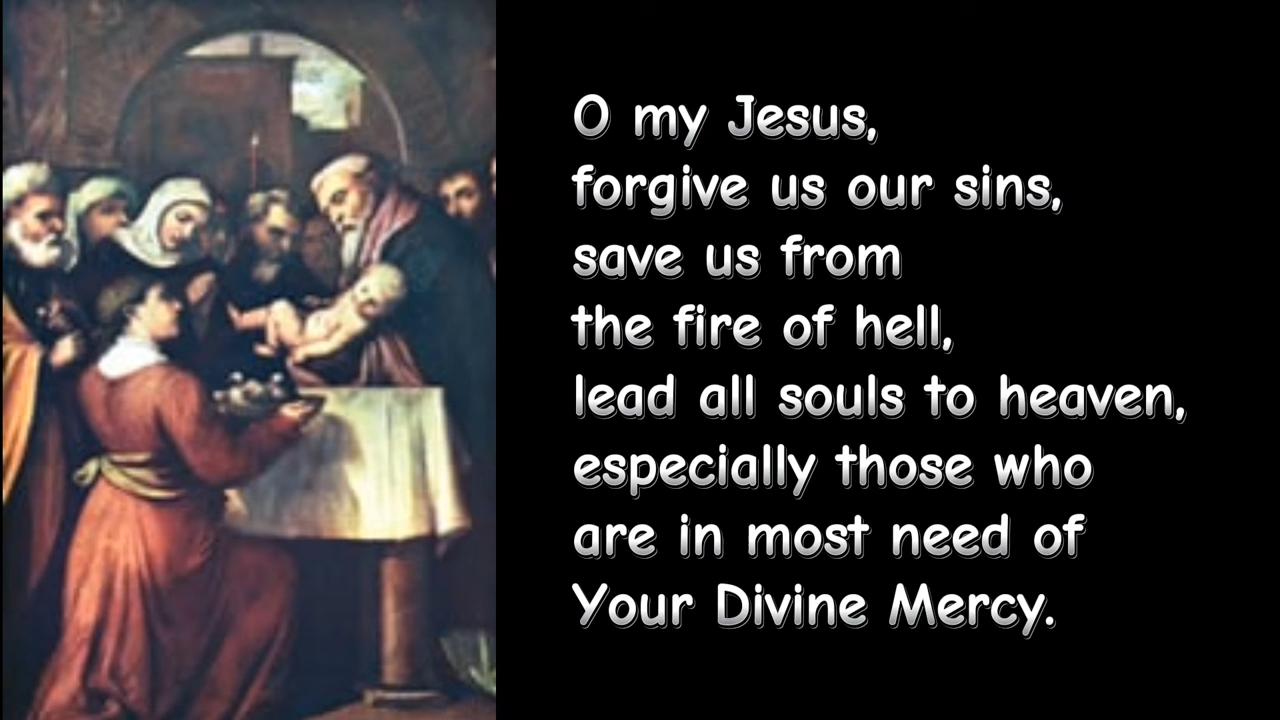 O my Jesus,
forgive us our sins,
save us from
the fire of hell,
lead all souls to heaven,
especially those who
are in most need of
Your Divine Mercy.